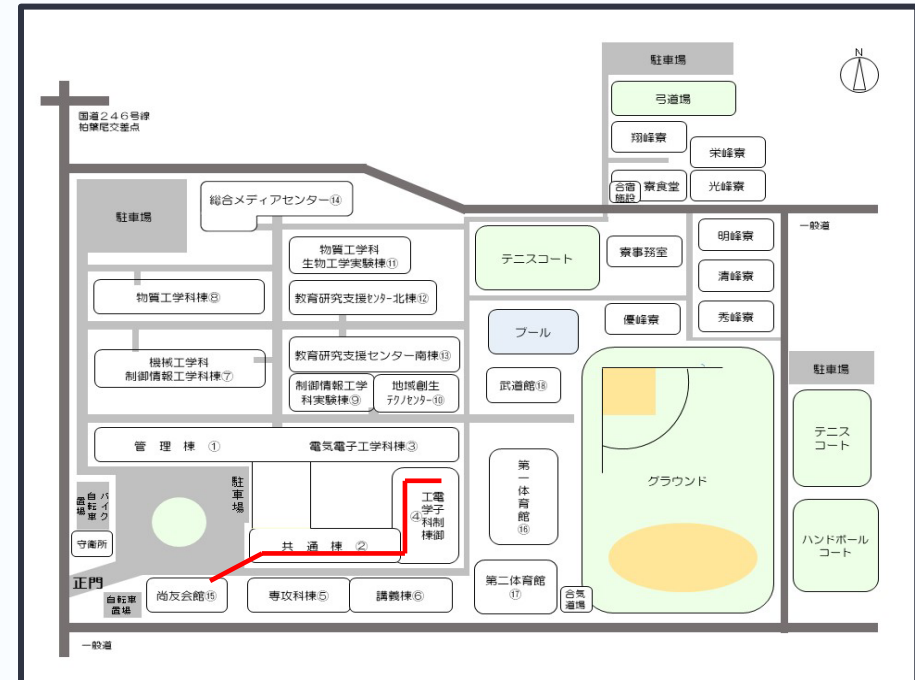 駐車場
N
弓道場
国道246号線
柏葉尾交差点
翔峰寮
栄峰寮
合宿
施設
寮食堂
光峰寮
総合メディアセンター⑭
駐車場
一般道
物質工学科
生物工学実験棟⑪
テニスコート
寮事務室
明峰寮
清峰寮
物質工学科棟⑧
教育研究支援センター北棟⑫
プール
優峰寮
秀峰寮
機械工学科
制御情報工学科棟⑦
教育研究支援センター南棟⑬
制御情報工学
科実験棟⑨
地域創生
テクノセンター⑩
武道館⑱
駐車場
管理棟 ①
電気電子工学科棟③
テニス
コート
駐車場
バイク
自転車
置場
電子制御
工学科棟
④
第一体育館
⑯
グラウンド
守衛所
共通棟 ②
ハンドボール
コート
正門
自転車
置場
尚友会館⑮
専攻科棟⑤
講義棟⑥
第二体育館
⑰
合気
道場
一般道